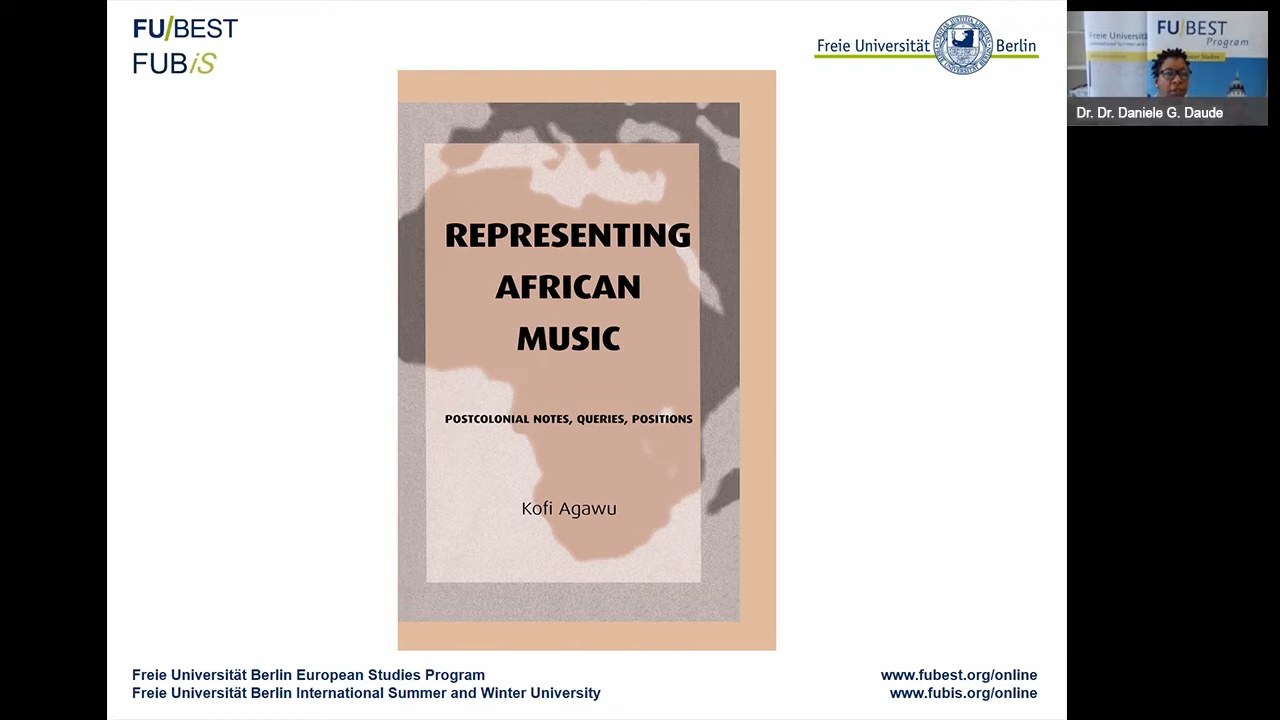 FU/BEST
FUBiS
Freie Universität Berlin
REPRESENTING
AFRICAN
MUSIC
POSTCOLONIAL NOTES, QUERIES, POSITIONS
Kofi Agawu
Freie Universität Berlin European Studies Program
Freie Universität Berlin International Summer and Winter University
www.fubest.org/online
www.fubis.org/online
FU/BEST
Program
Dr. Dr. Daniele G. Daude